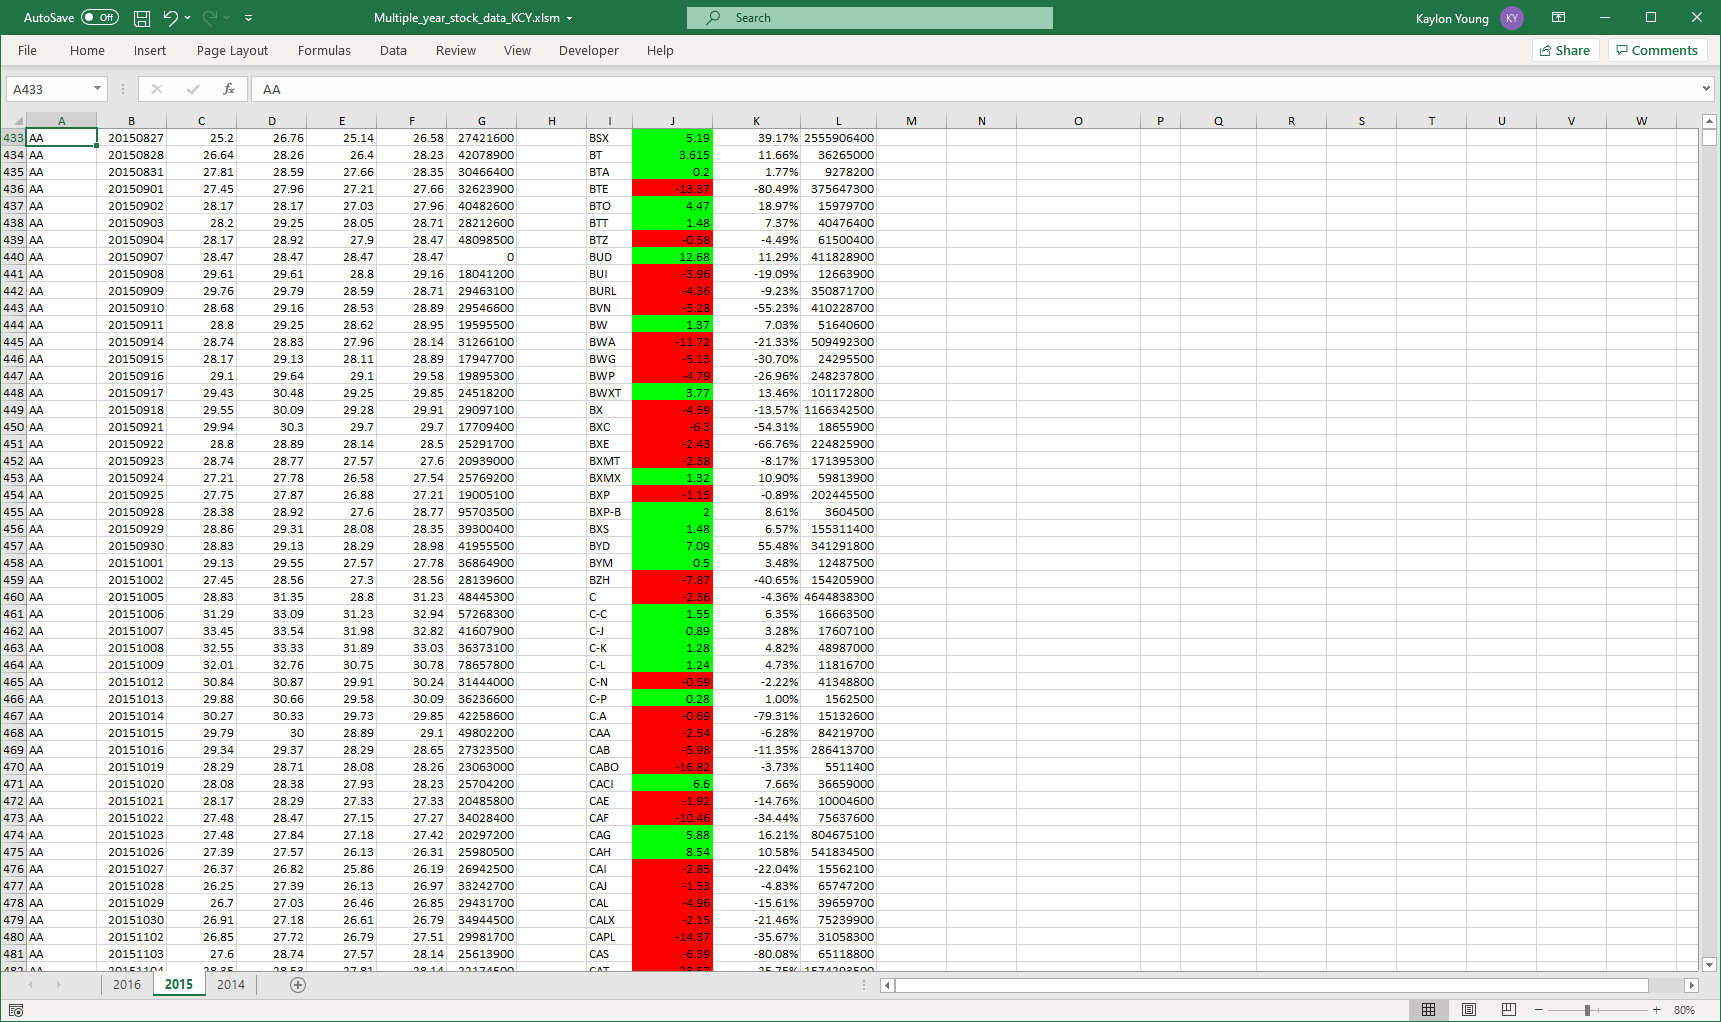 AutoSave Off Multiple_year_stock_data_KCY.xlsm Search Kaylon Young KY
File Home Insert Page Layout Formulas Data Review View Developer Help Share Comments
A433 fx AA
A B C D E F G H I J K L M N O P Q R S T U V W
433 AA 20150827 25.2 26.76 25.14 26.58 27421600 BSX 5.19 39.17% 2555906400
434 AA 20150828 26.64 28.26 26.4 28.23 42078900 BT 3.615 11.66% 36265000
435 AA 20150831 27.81 28.59 27.66 28.35 30466400 BTA 0.2 1.77% 9278200
436 AA 20150901 27.45 27.96 27.21 27.66 32623900 BTE -13.37 -80.49% 375647300
437 AA 20150902 28.17 28.17 27.03 27.96 40482600 BTO 4.47 18.97% 15979700
438 AA 20150903 28.2 29.25 28.05 28.71 28212600 BTT 1.48 7.37% 40476400
439 AA 20150904 28.17 28.92 27.9 28.47 48098500 BTZ -0.58 -4.49% 61500400
440 AA 20150907 28.47 28.47 28.47 28.47 0 BUD 12.68 11.29% 411828900
441 AA 20150908 29.61 29.61 28.8 29.16 18041200 BUI -3.96 -19.09% 12663900
442 AA 20150909 29.76 29.79 28.59 28.71 29463100 BURL -4.36 -9.23% 350871700
443 AA 20150910 28.68 29.16 28.53 28.89 29546600 BVN -5.28 -55.23% 410228700
444 AA 20150911 28.8 29.25 28.62 28.95 19595500 BW 1.37 7.03% 51640600
445 AA 20150914 28.74 28.83 27.96 28.14 31266100 BWA -11.72 -21.33% 509492300
446 AA 20150915 28.17 29.13 28.11 28.89 17947700 BWG -5.13 -30.70% 24295500
447 AA 20150916 29.1 29.64 29.1 29.58 19895300 BWP -4.79 -26.96% 248237800
448 AA 20150917 29.43 30.48 29.25 29.85 24518200 BWXT 3.77 13.46% 101172800
449 AA 20150918 29.55 30.09 29.28 29.91 29097100 BX -4.59 -13.57% 1166342500
450 AA 20150921 29.94 30.3 29.7 29.7 17709400 BXC -6.3 -54.31% 18655900
451 AA 20150922 28.8 28.89 28.14 28.5 25291700 BXE -2.43 -66.76% 224825900
452 AA 20150923 28.74 28.77 27.57 27.6 20939000 BXMT -2.38 -8.17% 171395300
453 AA 20150924 27.21 27.78 26.58 27.54 25769200 BXMX 1.32 10.90% 59813900
454 AA 20150925 27.75 27.87 26.88 27.21 19005100 BXP -1.15 -0.89% 202445500
455 AA 20150928 28.38 28.92 27.6 28.77 95703500 BXP-B 2 8.61% 3604500
456 AA 20150929 28.86 29.31 28.08 28.35 39300400 BXS 1.48 6.57% 155311400
457 AA 20150930 28.83 29.13 28.29 28.98 41955500 BYD 7.09 55.48% 341291800
458 AA 20151001 29.13 29.55 27.57 27.78 36864900 BYM 0.5 3.48% 12487500
459 AA 20151002 27.45 28.56 27.3 28.56 28139600 BZH -7.87 -40.65% 154205900
460 AA 20151005 28.83 31.35 28.8 31.23 48445300 C -2.36 -4.36% 4644838300
461 AA 20151006 31.29 33.09 31.23 32.94 57268300 C-C 1.55 6.35% 16663500
462 AA 20151007 33.45 33.54 31.98 32.82 41607900 C-J 0.89 3.28% 17607100
463 AA 20151008 32.55 33.33 31.89 33.03 36373100 C-K 1.28 4.82% 48987000
464 AA 20151009 32.01 32.76 30.75 30.78 78657800 C-L 1.24 4.73% 11816700
465 AA 20151012 30.84 30.87 29.91 30.24 31444000 C-N -0.59 -2.22% 41348800
466 AA 20151013 29.88 30.66 29.58 30.09 36236600 C-P 0.28 1.00% 1562500
467 AA 20151014 30.27 30.33 29.73 29.85 42258600 C.A -0.69 -79.31% 15132600
468 AA 20151015 29.79 30 28.89 29.1 49802200 CAA -2.54 -6.28% 84219700
469 AA 20151016 29.34 29.37 28.29 28.65 27323500 CAB -5.98 -11.35% 286413700
470 AA 20151019 28.29 28.71 28.08 28.26 23063000 CABO -16.82 -3.73% 5511400
471 AA 20151020 28.08 28.38 27.93 28.23 25704200 CACI 6.6 7.66% 36659000
472 AA 20151021 28.17 28.29 27.33 27.33 20485800 CAE -1.92 -14.76% 10004600
473 AA 20151022 27.48 28.47 27.15 27.27 34028400 CAF -10.46 -34.44% 75637600
474 AA 20151023 27.48 27.84 27.18 27.42 20297200 CAG 5.88 16.21% 804675100
475 AA 20151026 27.39 27.57 26.13 26.31 25980500 CAH 8.54 10.58% 541834500
476 AA 20151027 26.37 26.82 25.86 26.19 26942500 CAI -2.85 -22.04% 15562100
477 AA 20151028 26.25 27.39 26.13 26.97 33242700 CAJ -1.53 -4.83% 65747200
478 AA 20151029 26.7 27.03 26.46 26.85 29431700 CAL -4.96 -15.61% 39659700
479 AA 20151030 26.91 27.18 26.61 26.79 34944500 CALX -2.15 -21.46% 75239900
480 AA 20151102 26.85 27.72 26.79 27.51 29981700 CAPL -14.37 -35.67% 31058300
481 AA 20151103 27.6 28.74 27.57 28.14 25613900 CAS -6.39 -80.08% 65118800
482 AA 20151104
2016 2015 2014
80%